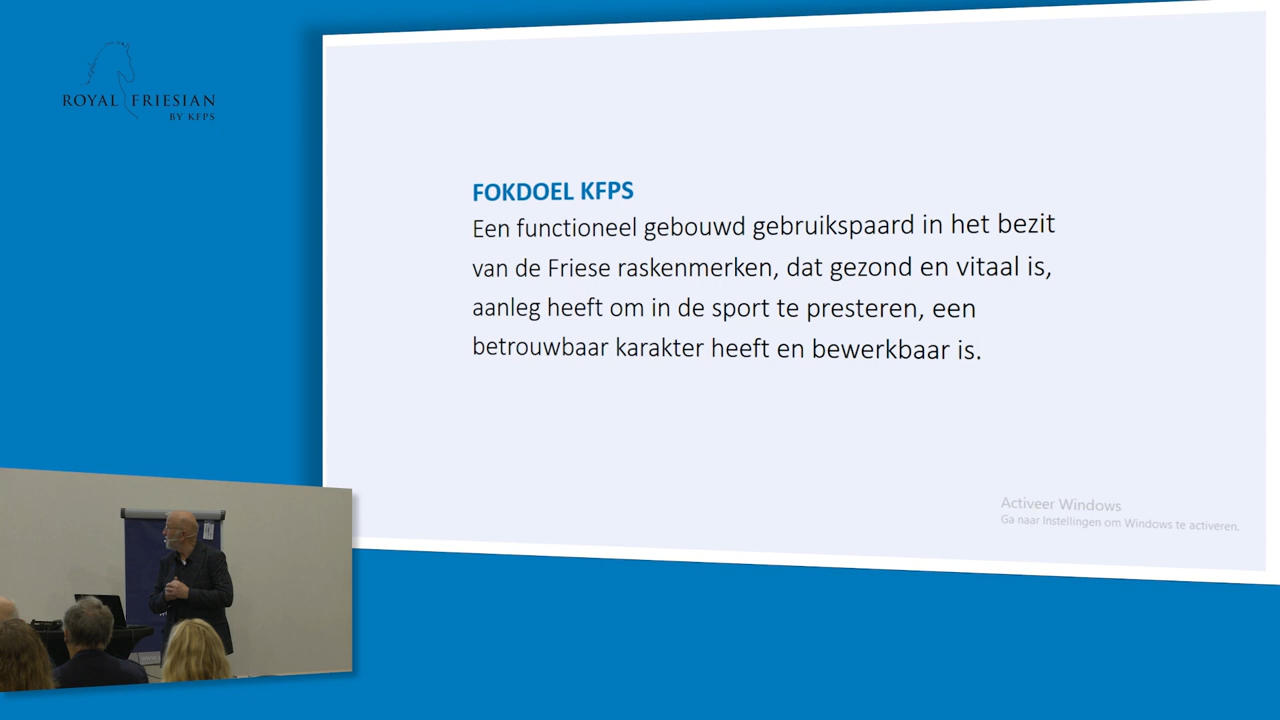 ROYAL FRIESIAN
BY KFPS
FOKDOEL KFPS
Een functioneel gebouwd gebruikspaard in het bezit
van de Friese raskenmerken, dat gezond en vitaal is,
aanleg heeft om in de sport te presteren, een
betrouwbaar karakter heeft en bewerkbaar is.
Activeer Windows
Ga naar Instellingen om Windows te activeren.